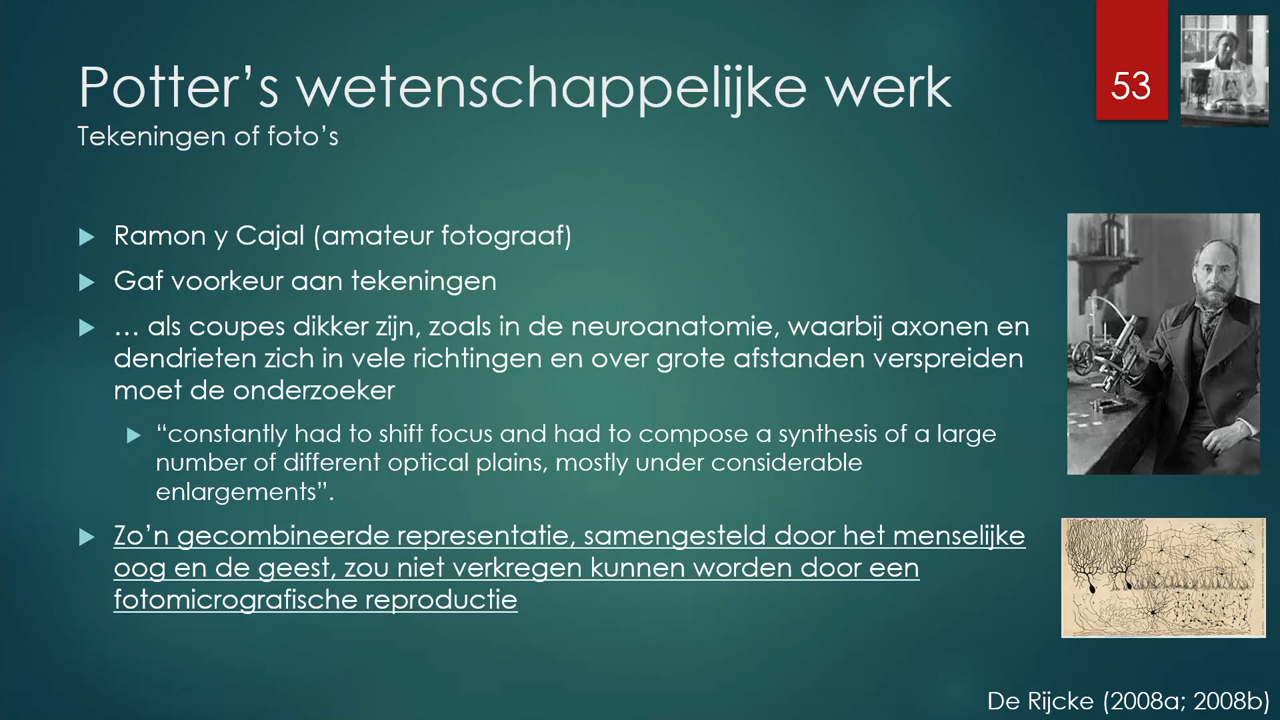 Potter’s wetenschappelijke werk
53
Tekeningen of foto’s
Ramon y Cajal (amateur fotograaf)
Gaf voorkeur aan tekeningen
… als coupes dikker zijn, zoals in de neuroanatomie, waarbij axonen en
dendrieten zich in vele richtingen en over grote afstanden verspreiden
moet de onderzoeker
“constantly had to shift focus and had to compose a synthesis of a large
number of different optical plains, mostly under considerable
enlargements”.
Zo’n gecombineerde representatie, samengesteld door het menselijke
oog en de geest, zou niet verkregen kunnen worden door een
fotomicrografische reproductie
De Rijcke (2008a; 2008b)